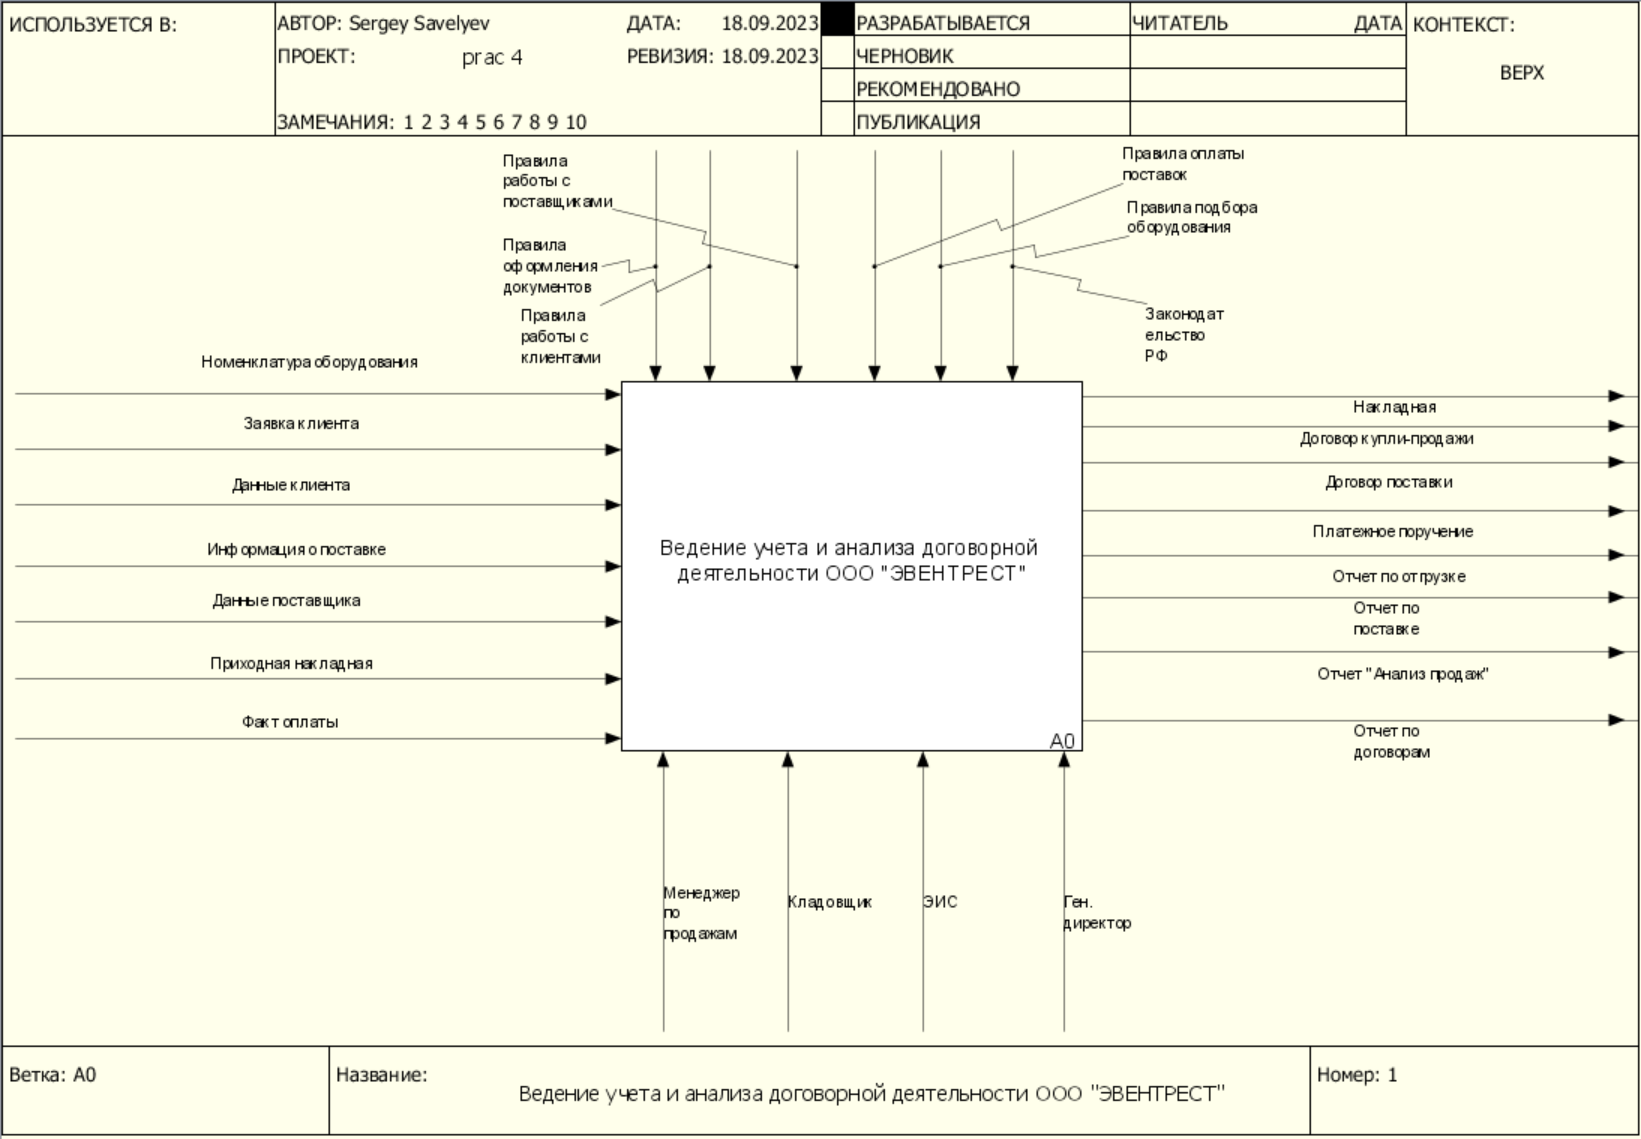 ИСПОЛЬЗУЕТСЯ В:
АВТОР: Sergey Savelyev
ДАТА: 18.09.2023
ПРОЕКТ: prac 4
РЕВИЗИЯ: 18.09.2023
ЗАМЕЧАНИЯ: 1 2 3 4 5 6 7 8 9 10
РАЗРАБАТЫВАЕТСЯ
ЧЕРНОВИК
РЕКОМЕНДОВАНО
ПУБЛИКАЦИЯ
ЧИТАТЕЛЬ
ДАТА
КОНТЕКСТ:
ВЕРХ
Правила
работы с
поставщиками
Правила
оформления
документов
Правила
работы с
клиентами
Правила оплаты
поставок
Правила подбора
оборудования
Законодат
ельство
РФ
Номенклатура оборудования
Заявка клиента
Данные клиента
Информация о поставке
Данные поставщика
Приходная накладная
Факт оплаты
Ведение учета и анализа договорной
деятельности ООО "ЭВЕНТРЕСТ"
A0
Накладная
Договор купли-продажи
Договор поставки
Платежное поручение
Отчет по отгрузке
Отчет по
поставке
Отчет "Анализ продаж"
Отчет по
договорам
Менеджер
по
продажам
Кладовщик
ЭИС
Ген.
директор
Ветка: A0
Название:
Ведение учета и анализа договорной деятельности ООО "ЭВЕНТРЕСТ"
Номер: 1